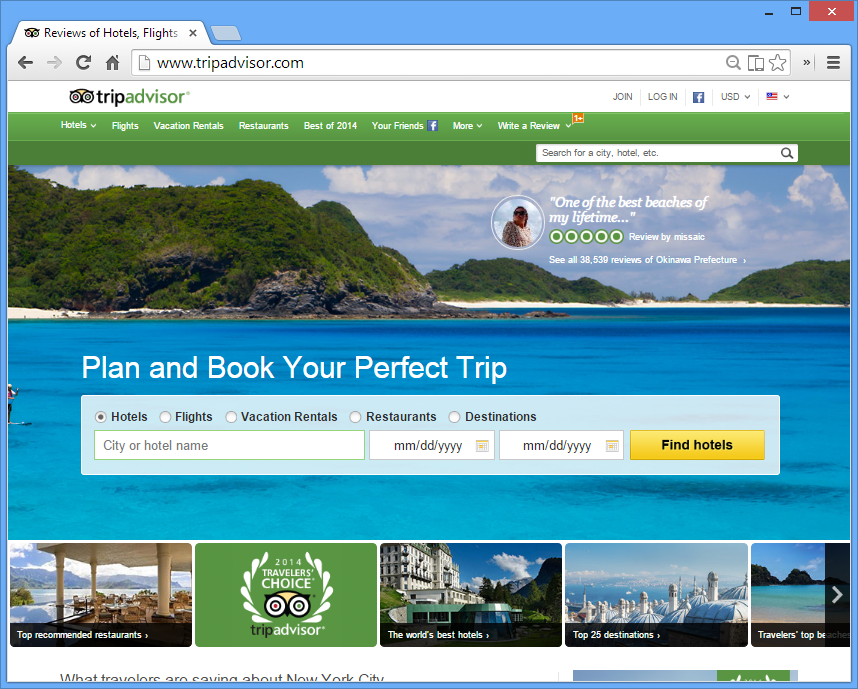 Reviews of Hotels, Flights
www.tripadvisor.com
tripadvisor®
JOIN LOG IN f USD
Hotels Flights Vacation Rentals Restaurants Best of 2014 Your Friends f More Write a Review 1+
Search for a city, hotel, etc.
"One of the best beaches of
my lifetime..."
Review by missaic
See all 38,539 reviews of Okinawa Prefecture ›
Plan and Book Your Perfect Trip
Hotels Flights Vacation Rentals Restaurants Destinations
City or hotel name mm/dd/yyyy mm/dd/yyyy Find hotels
2014
TRAVELERS'
CHOICE™
tripadvisor®
Top recommended restaurants ›
The world's best hotels ›
Top 25 destinations ›
Travelers' top beaches
What travelers are saying about New York City